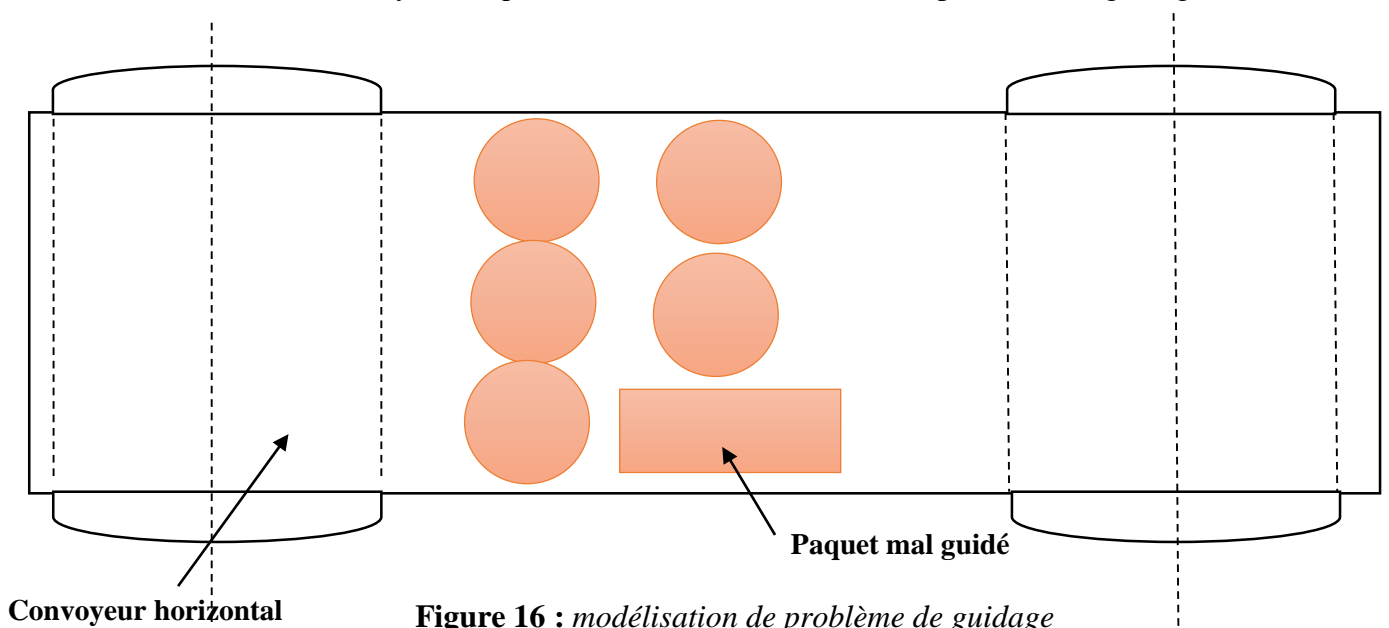 Paquet mal guidé
Convoyeur horizontal
Figure 16 : modélisation de problème de guidage